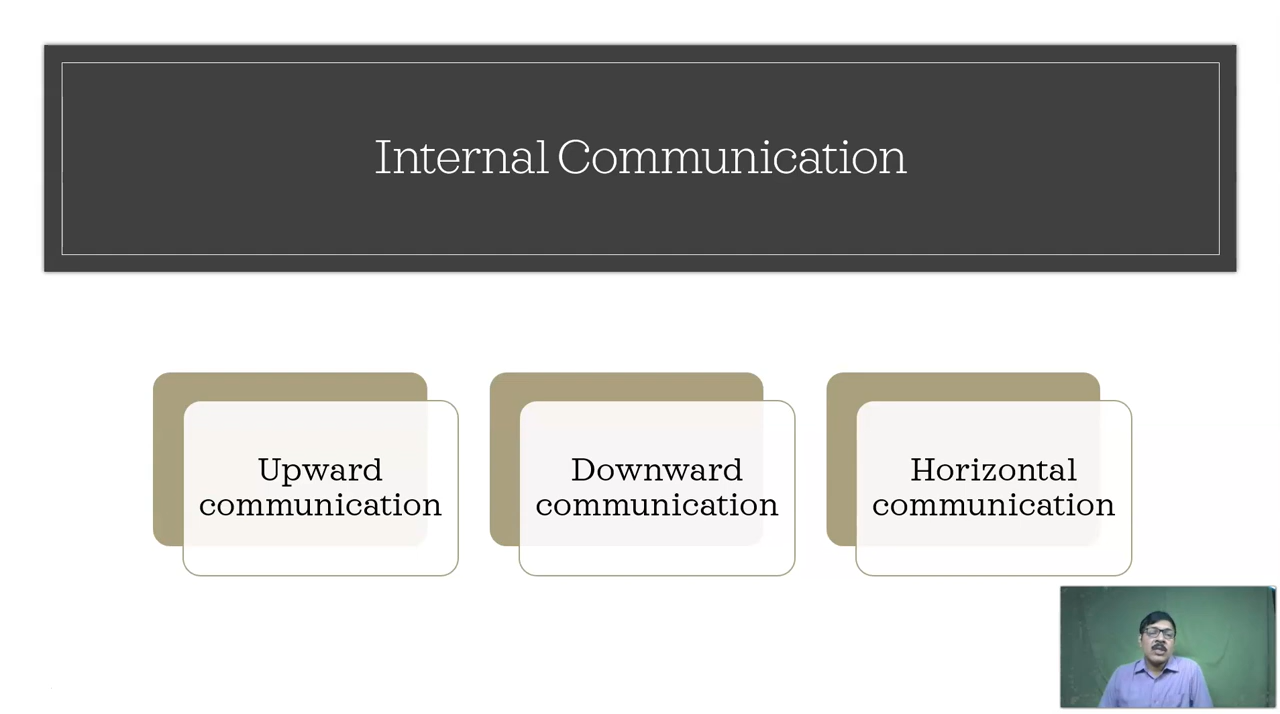 Internal Communication
Upward
communication
Downward
communication
Horizontal
communication